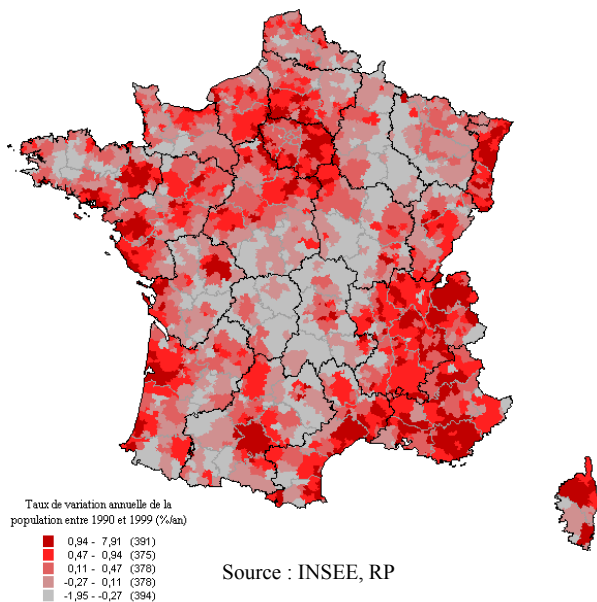 Taux de variation annuelle de la
population entre 1990 et 1999 (%/an)
0,94 - 7,91 (391)
0,47 - 0,94 (375)
0,11 - 0,47 (378)
-0,27 - 0,11 (378)
-1,95 - -0,27 (394)
Source : INSEE, RP